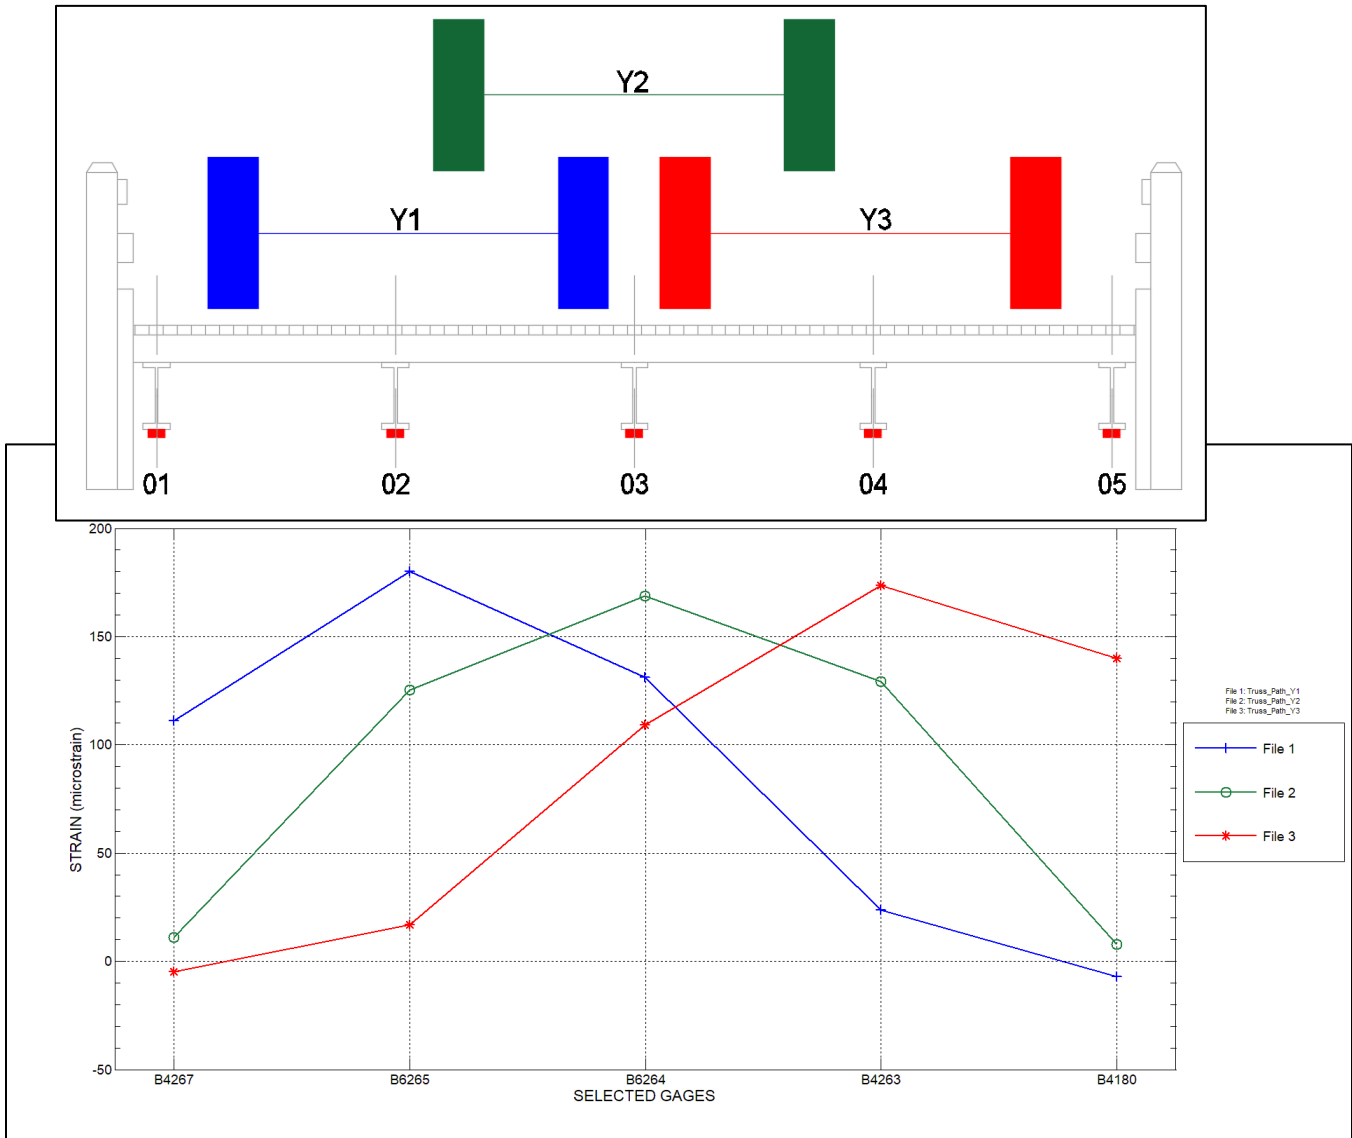 Y2
Y1
Y3
01 02 03 04 05
200
150
100
50
0
-50
STRAIN (microstrain)
B4267 B6265 B6264 B4263 B4180
SELECTED GAGES
File 1: Truss_Path_Y1
File 2: Truss_Path_Y2
File 3: Truss_Path_Y3
File 1
File 2
File 3